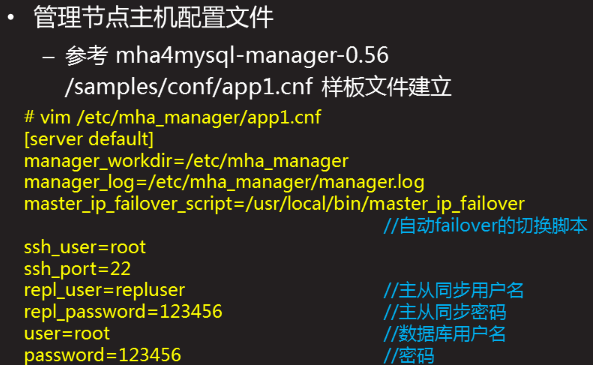 • 管理节点主机配置文件
– 参考 mha4mysql-manager-0.56
/samples/conf/app1.cnf 样板文件建立
# vim /etc/mha_manager/app1.cnf
[server default]
manager_workdir=/etc/mha_manager
manager_log=/etc/mha_manager/manager.log
master_ip_failover_script=/usr/local/bin/master_ip_failover
//自动failover的切换脚本
ssh_user=root
ssh_port=22
repl_user=repluser //主从同步用户名
repl_password=123456 //主从同步密码
user=root //数据库用户名
password=123456 //密码